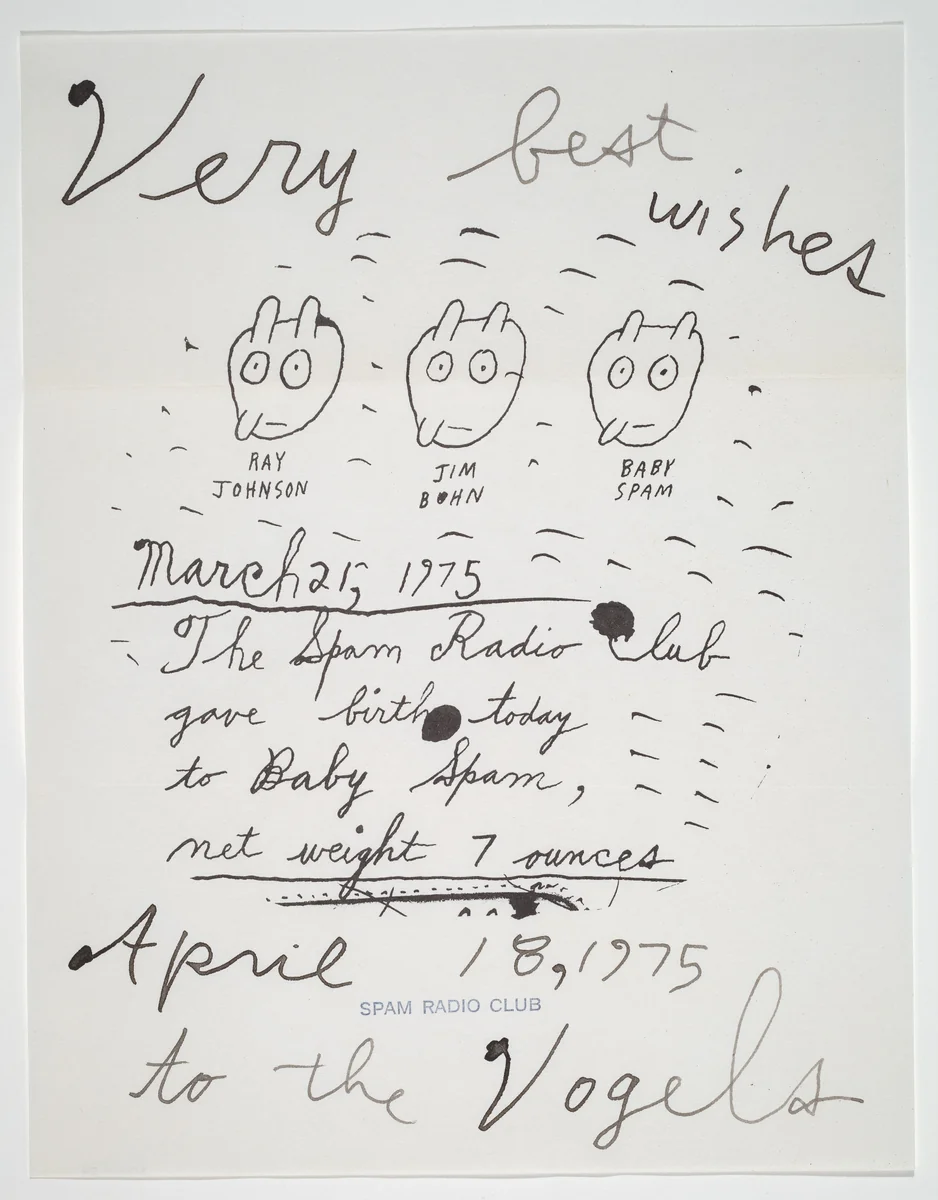 Very best
wishes
RAY
JOHNSON
JIM
BOHN
BABY
SPAM
March 25, 1975
The Spam Radio Club
gave birth today
to Baby Spam,
net weight 7 ounces
April 18, 1975
SPAM RADIO CLUB
to the Vogels